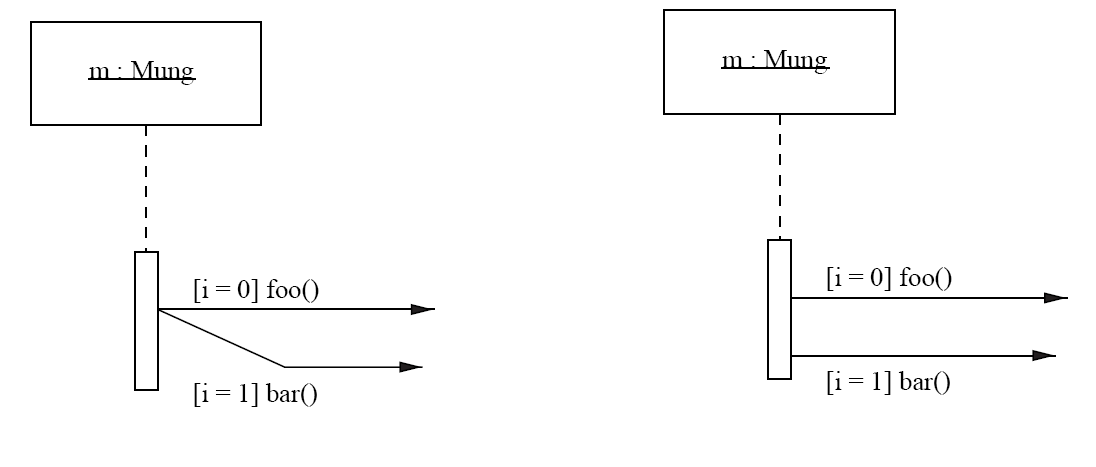 m : Mung
[i = 0] foo()
[i = 1] bar()
m : Mung
[i = 0] foo()
[i = 1] bar()